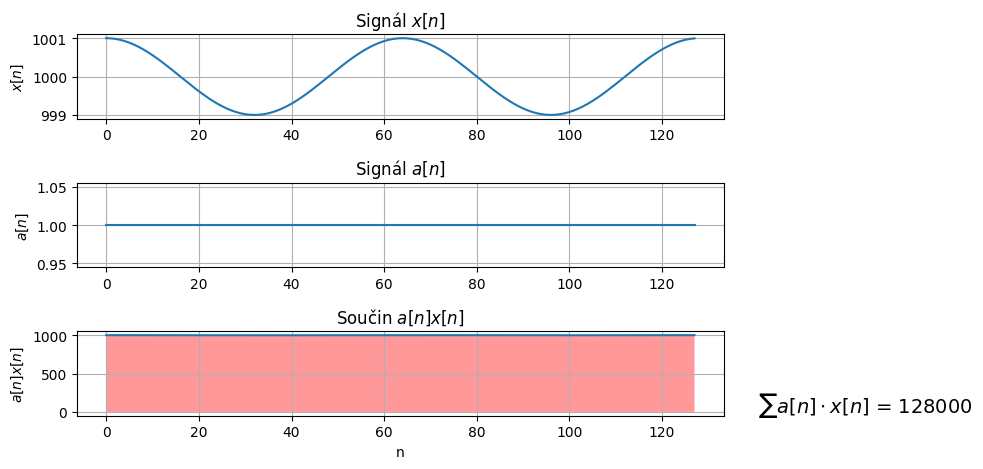 Signál x[n]
x[n]
1001
1000
999
0 20 40 60 80 100 120
Signál a[n]
a[n]
1.05
1.00
0.95
0 20 40 60 80 100 120
Součin a[n]x[n]
a[n]x[n]
1000
500
0
0 20 40 60 80 100 120
n
∑a[n] · x[n] = 128000